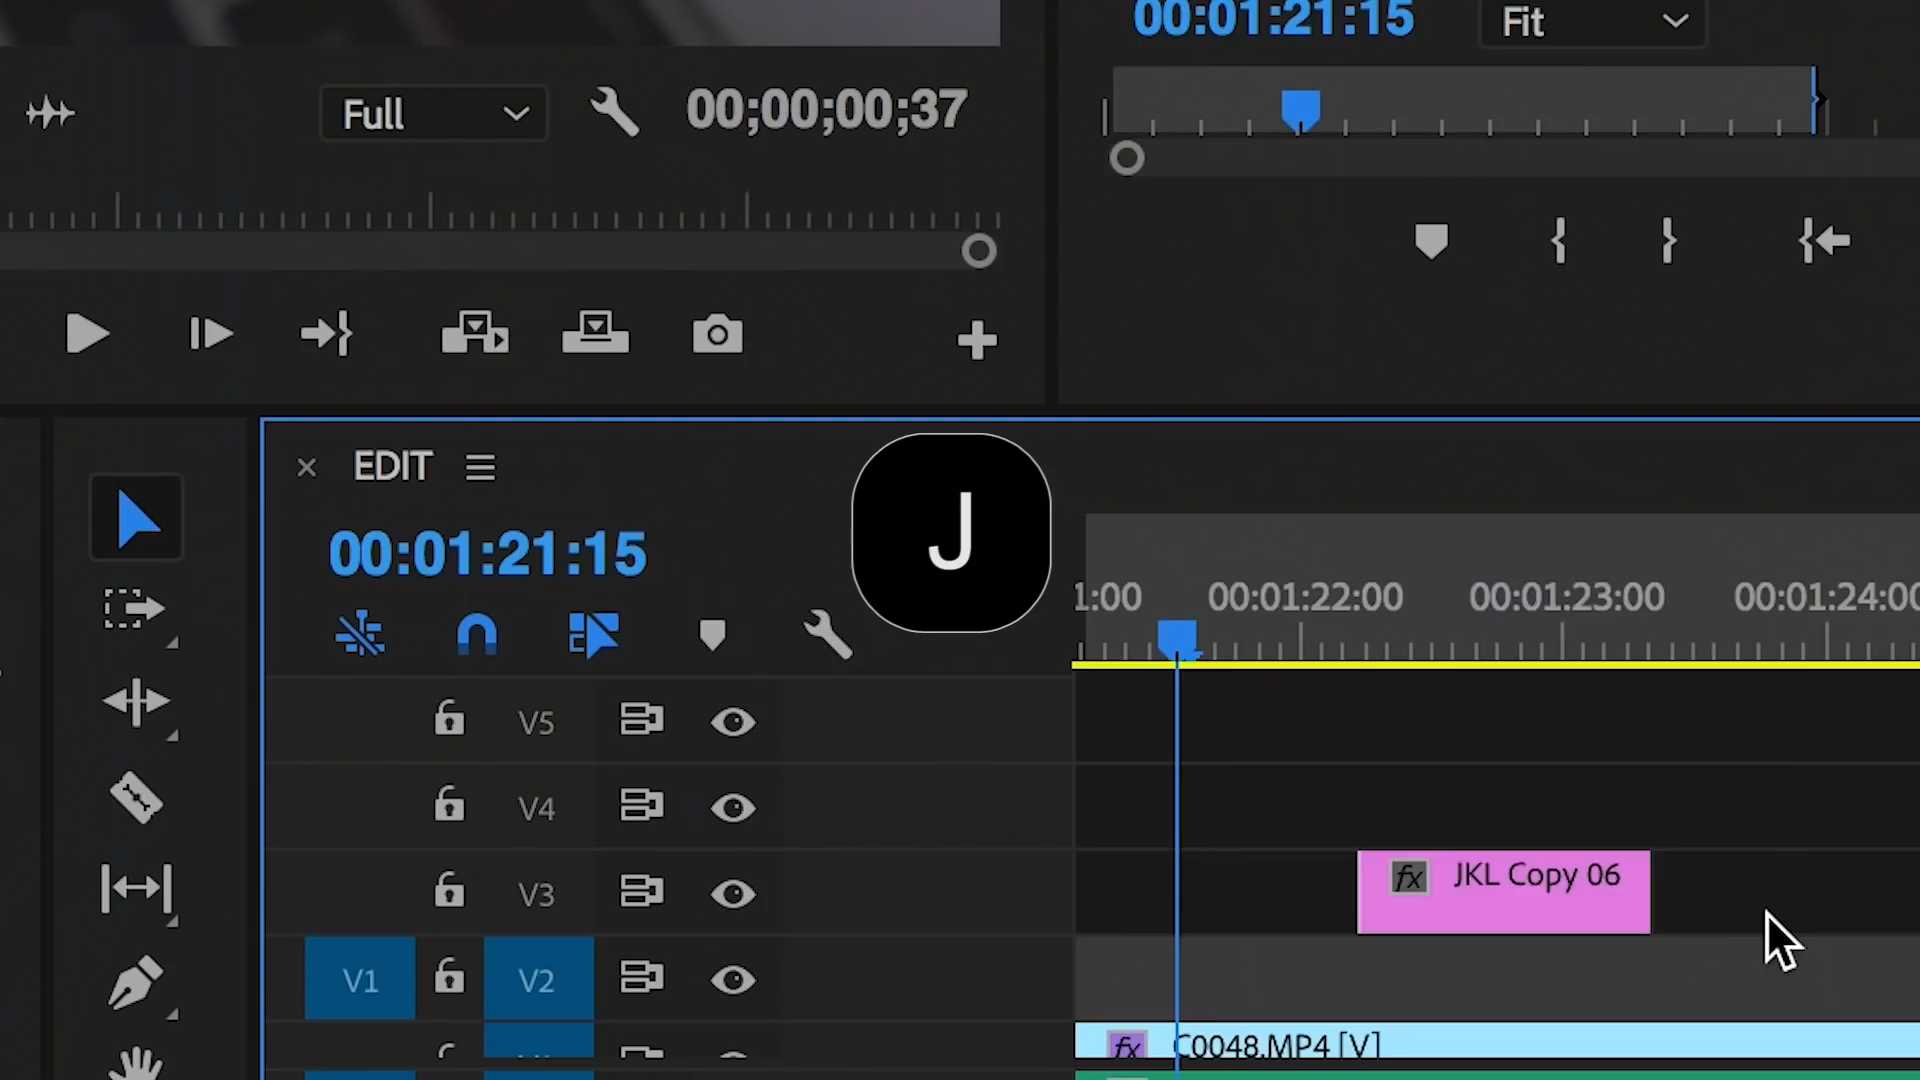 00:01:21:15
Fit
Full
00;00;00;37
EDIT
J
00:01:21:15
1:00
00:01:22:00
00:01:23:00
00:01:24:00
V5
V4
V3
fx
JKL Copy 06
V1
V2
fx
C0048.MP4 [V]